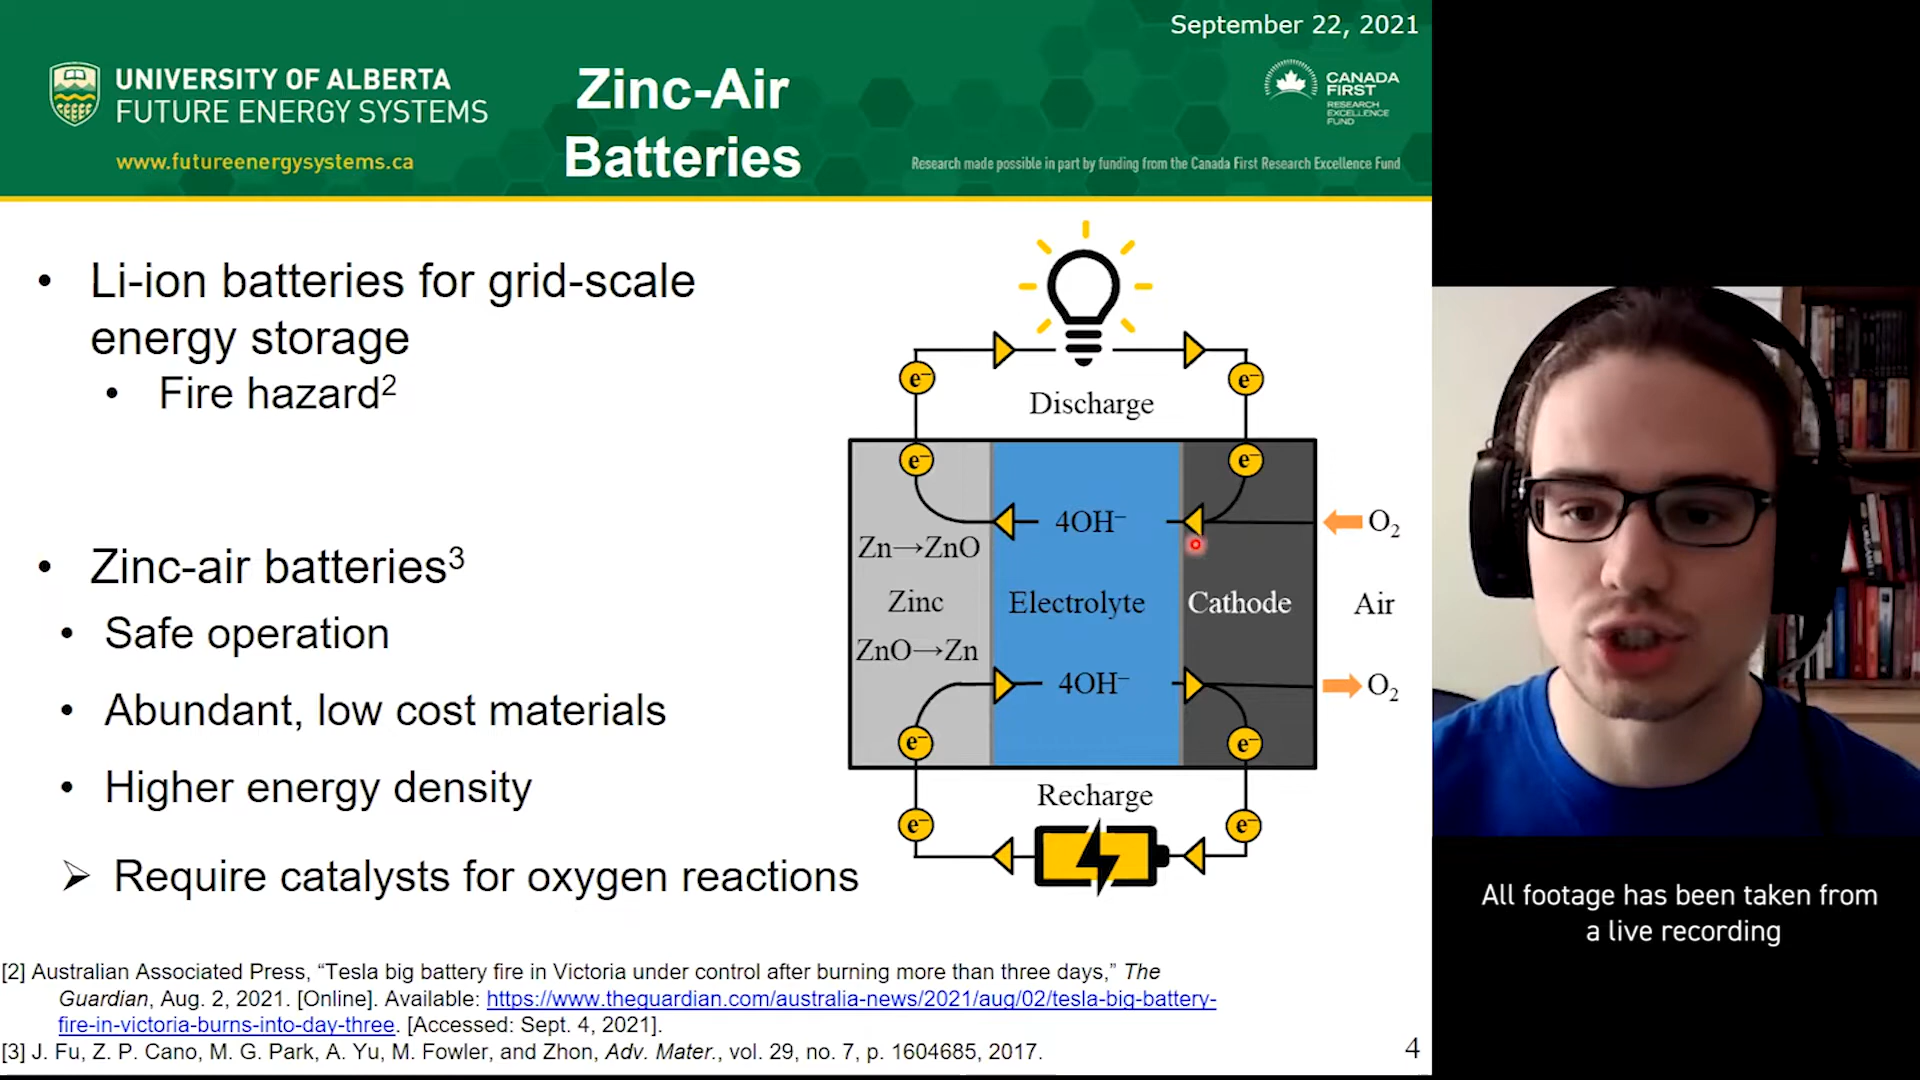 September 22, 2021
UNIVERSITY OF ALBERTA
FUTURE ENERGY SYSTEMS
www.futureenergysystems.ca
Zinc-Air
Batteries
CANADA
FIRST
RESEARCH
EXCELLENCE
FUND
Research made possible in part by funding from the Canada First Research Excellence Fund
• Li-ion batteries for grid-scale
energy storage
• Fire hazard²
• Zinc-air batteries³
• Safe operation
• Abundant, low cost materials
• Higher energy density
➢ Require catalysts for oxygen reactions
e⁻ e⁻
Discharge
e⁻ e⁻
4OH⁻ O₂
Zn→ZnO
Zinc Electrolyte Cathode Air
ZnO→Zn
4OH⁻ O₂
e⁻ e⁻
Recharge
e⁻ e⁻
[2] Australian Associated Press, “Tesla big battery fire in Victoria under control after burning more than three days,” The
Guardian, Aug. 2, 2021. [Online]. Available: https://www.theguardian.com/australia-news/2021/aug/02/tesla-big-battery-
fire-in-victoria-burns-into-day-three. [Accessed: Sept. 4, 2021].
[3] J. Fu, Z. P. Cano, M. G. Park, A. Yu, M. Fowler, and Zhon, Adv. Mater., vol. 29, no. 7, p. 1604685, 2017.
4
All footage has been taken from
a live recording